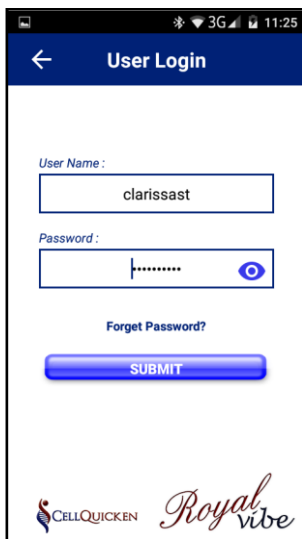 3G 11:25
User Login
User Name :
clarissast
Password :
••••••••••
Forget Password?
SUBMIT
CELLQUICKEN
Royal
vibe